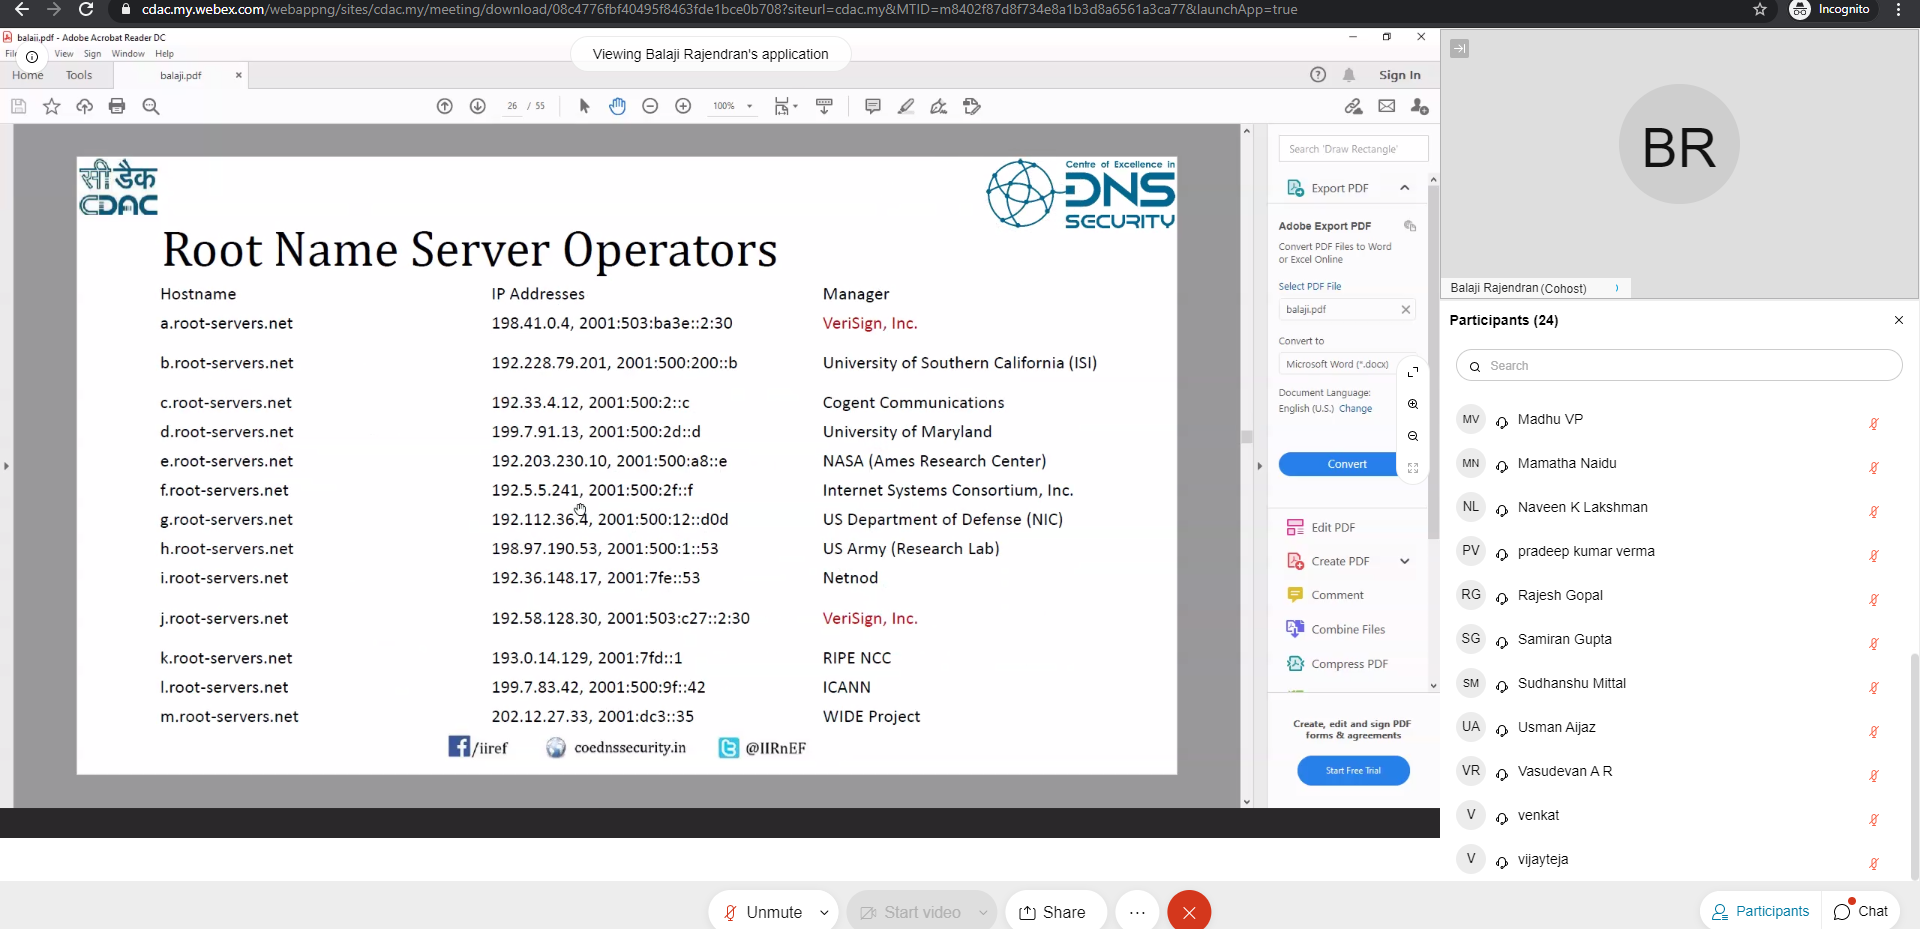 cdac.my.webex.com/webappng/sites/cdac.my/meeting/download/08c4776fbf40495f8463fde1bce0b708?siteurl=cdac.my&MTID=m8402f87d8f734e8a1b3d8a6561a3ca77&launchApp=true
Incognito
balaji.pdf - Adobe Acrobat Reader DC
View Sign Window Help
Viewing Balaji Rajendran's application
Home Tools balaji.pdf
Sign In
26 / 55 100%
सी डैक
CDAC
Centre of Excellence in
DNS
SECURITY
Root Name Server Operators
Hostname IP Addresses Manager
a.root-servers.net 198.41.0.4, 2001:503:ba3e::2:30 VeriSign, Inc.
b.root-servers.net 192.228.79.201, 2001:500:200::b University of Southern California (ISI)
c.root-servers.net 192.33.4.12, 2001:500:2::c Cogent Communications
d.root-servers.net 199.7.91.13, 2001:500:2d::d University of Maryland
e.root-servers.net 192.203.230.10, 2001:500:a8::e NASA (Ames Research Center)
f.root-servers.net 192.5.5.241, 2001:500:2f::f Internet Systems Consortium, Inc.
g.root-servers.net 192.112.36.4, 2001:500:12::d0d US Department of Defense (NIC)
h.root-servers.net 198.97.190.53, 2001:500:1::53 US Army (Research Lab)
i.root-servers.net 192.36.148.17, 2001:7fe::53 Netnod
j.root-servers.net 192.58.128.30, 2001:503:c27::2:30 VeriSign, Inc.
k.root-servers.net 193.0.14.129, 2001:7fd::1 RIPE NCC
l.root-servers.net 199.7.83.42, 2001:500:9f::42 ICANN
m.root-servers.net 202.12.27.33, 2001:dc3::35 WIDE Project
/iiref coednssecurity.in @IIRnEF
Search 'Draw Rectangle'
Export PDF
Adobe Export PDF
Convert PDF Files to Word
or Excel Online
Select PDF File
balaji.pdf
Convert to
Microsoft Word (*.docx)
Document Language:
English (U.S.) Change
Convert
Edit PDF
Create PDF
Comment
Combine Files
Compress PDF
Create, edit and sign PDF
forms & agreements
Start Free Trial
BR
Balaji Rajendran (Cohost)
Participants (24)
Search
MV Madhu VP
MN Mamatha Naidu
NL Naveen K Lakshman
PV pradeep kumar verma
RG Rajesh Gopal
SG Samiran Gupta
SM Sudhanshu Mittal
UA Usman Aijaz
VR Vasudevan A R
V venkat
V vijayteja
Unmute Start video Share
Participants Chat